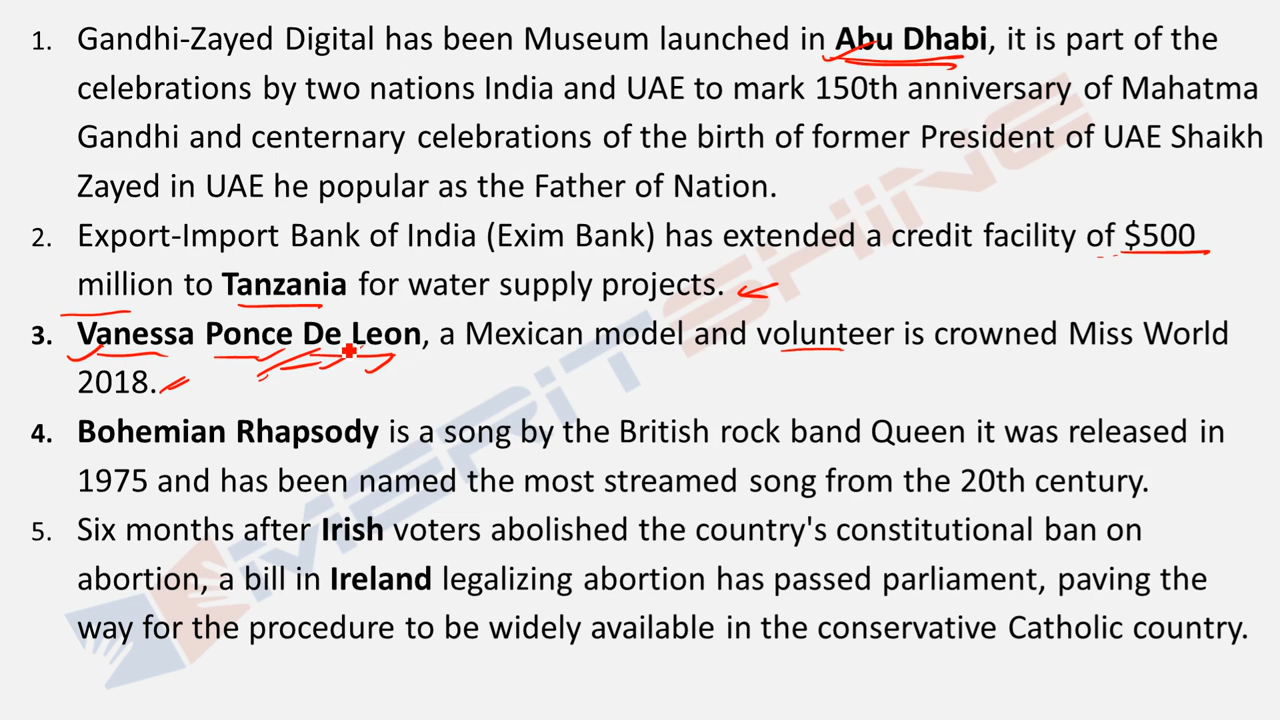 1. Gandhi-Zayed Digital has been Museum launched in Abu Dhabi, it is part of the
celebrations by two nations India and UAE to mark 150th anniversary of Mahatma
Gandhi and centernary celebrations of the birth of former President of UAE Shaikh
Zayed in UAE he popular as the Father of Nation.
2. Export-Import Bank of India (Exim Bank) has extended a credit facility of $500
million to Tanzania for water supply projects.
3. Vanessa Ponce De Leon, a Mexican model and volunteer is crowned Miss World
2018.
4. Bohemian Rhapsody is a song by the British rock band Queen it was released in
1975 and has been named the most streamed song from the 20th century.
5. Six months after Irish voters abolished the country's constitutional ban on
abortion, a bill in Ireland legalizing abortion has passed parliament, paving the
way for the procedure to be widely available in the conservative Catholic country.
MERiT SHiiNE